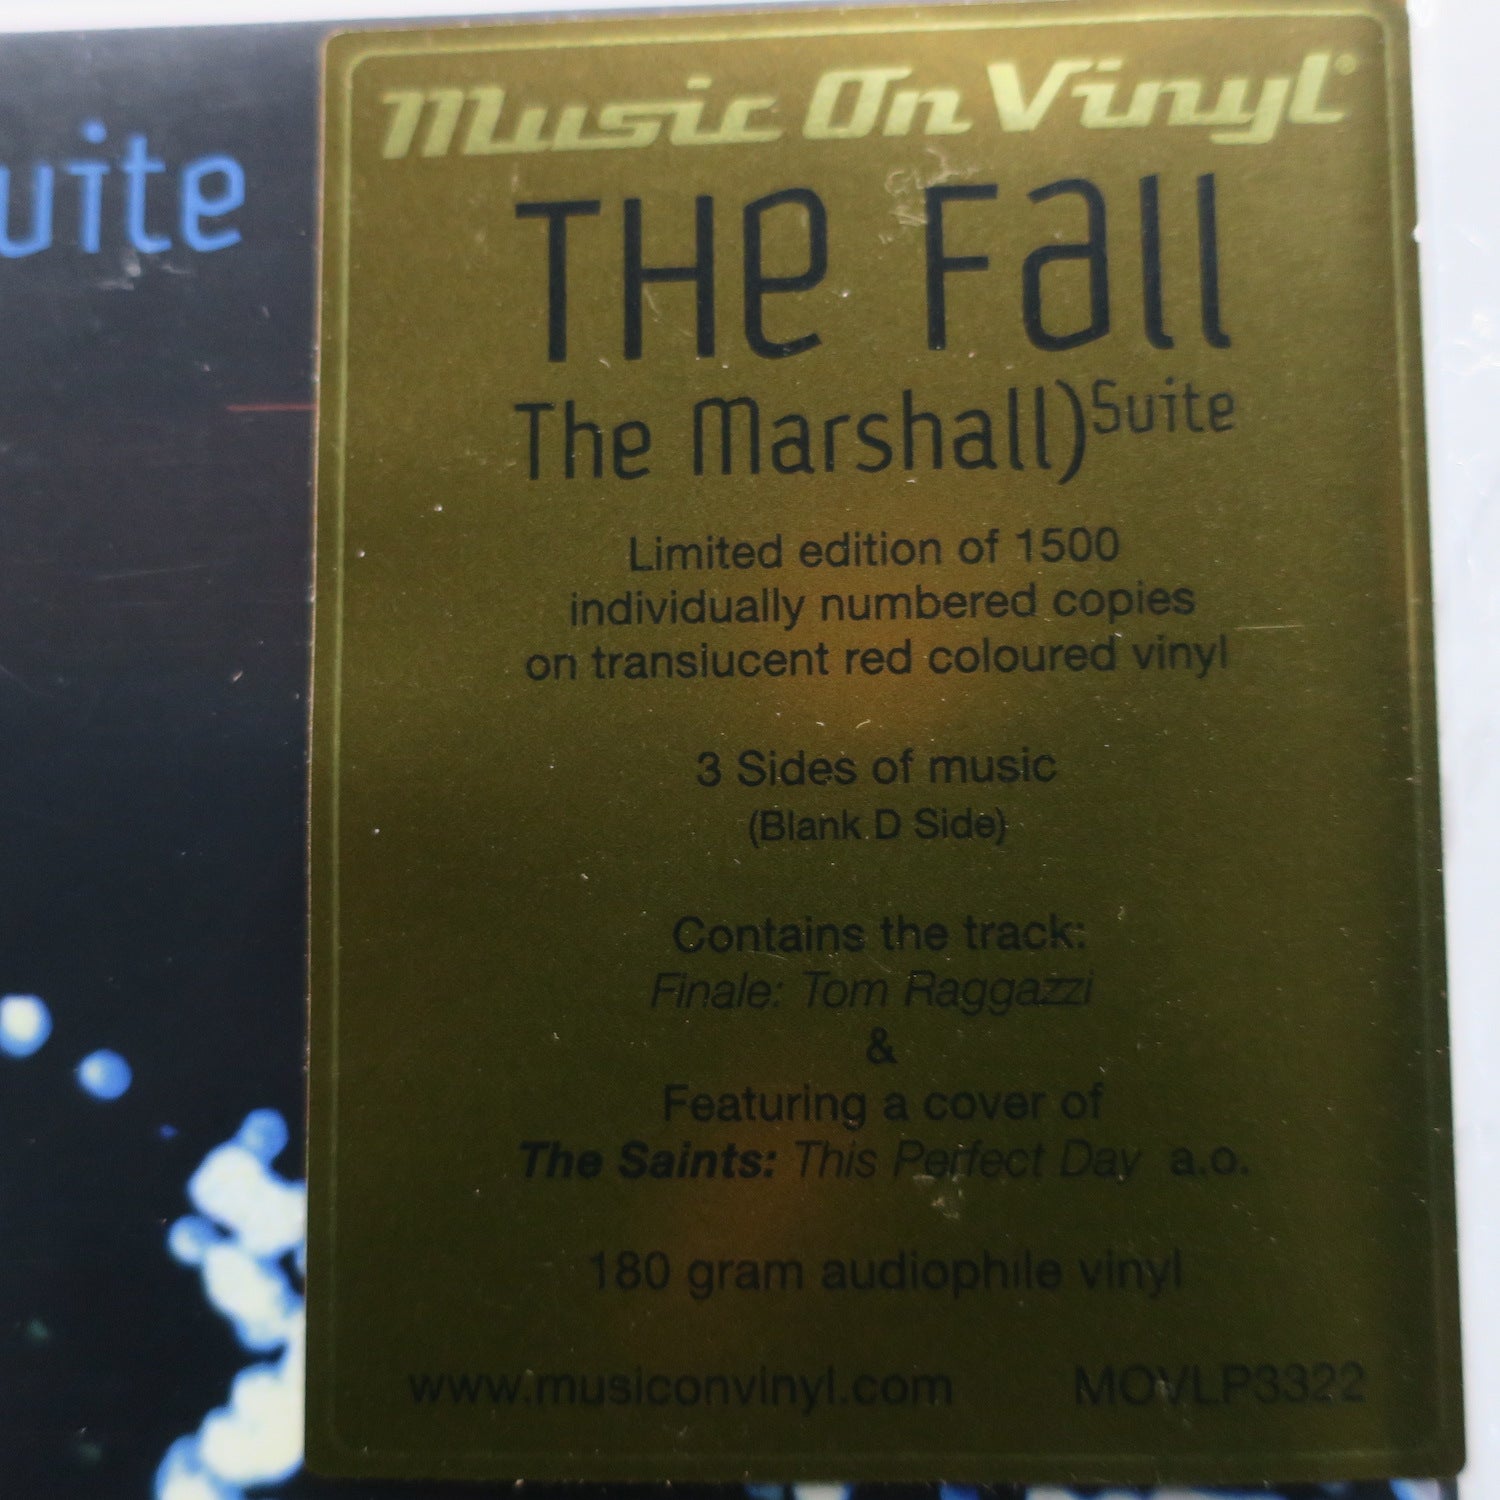 uite
Music On Vinyl
THe Fall
The Marshall)Suite
Limited edition of 1500
individually numbered copies
on translucent red coloured vinyl
3 Sides of music
(Blank D Side)
Contains the track:
Finale: Tom Raggazzi
&
Featuring a cover of
The Saints: This Perfect Day a.o.
180 gram audiophile vinyl
www.musiconvinyl.com MOVLP3322